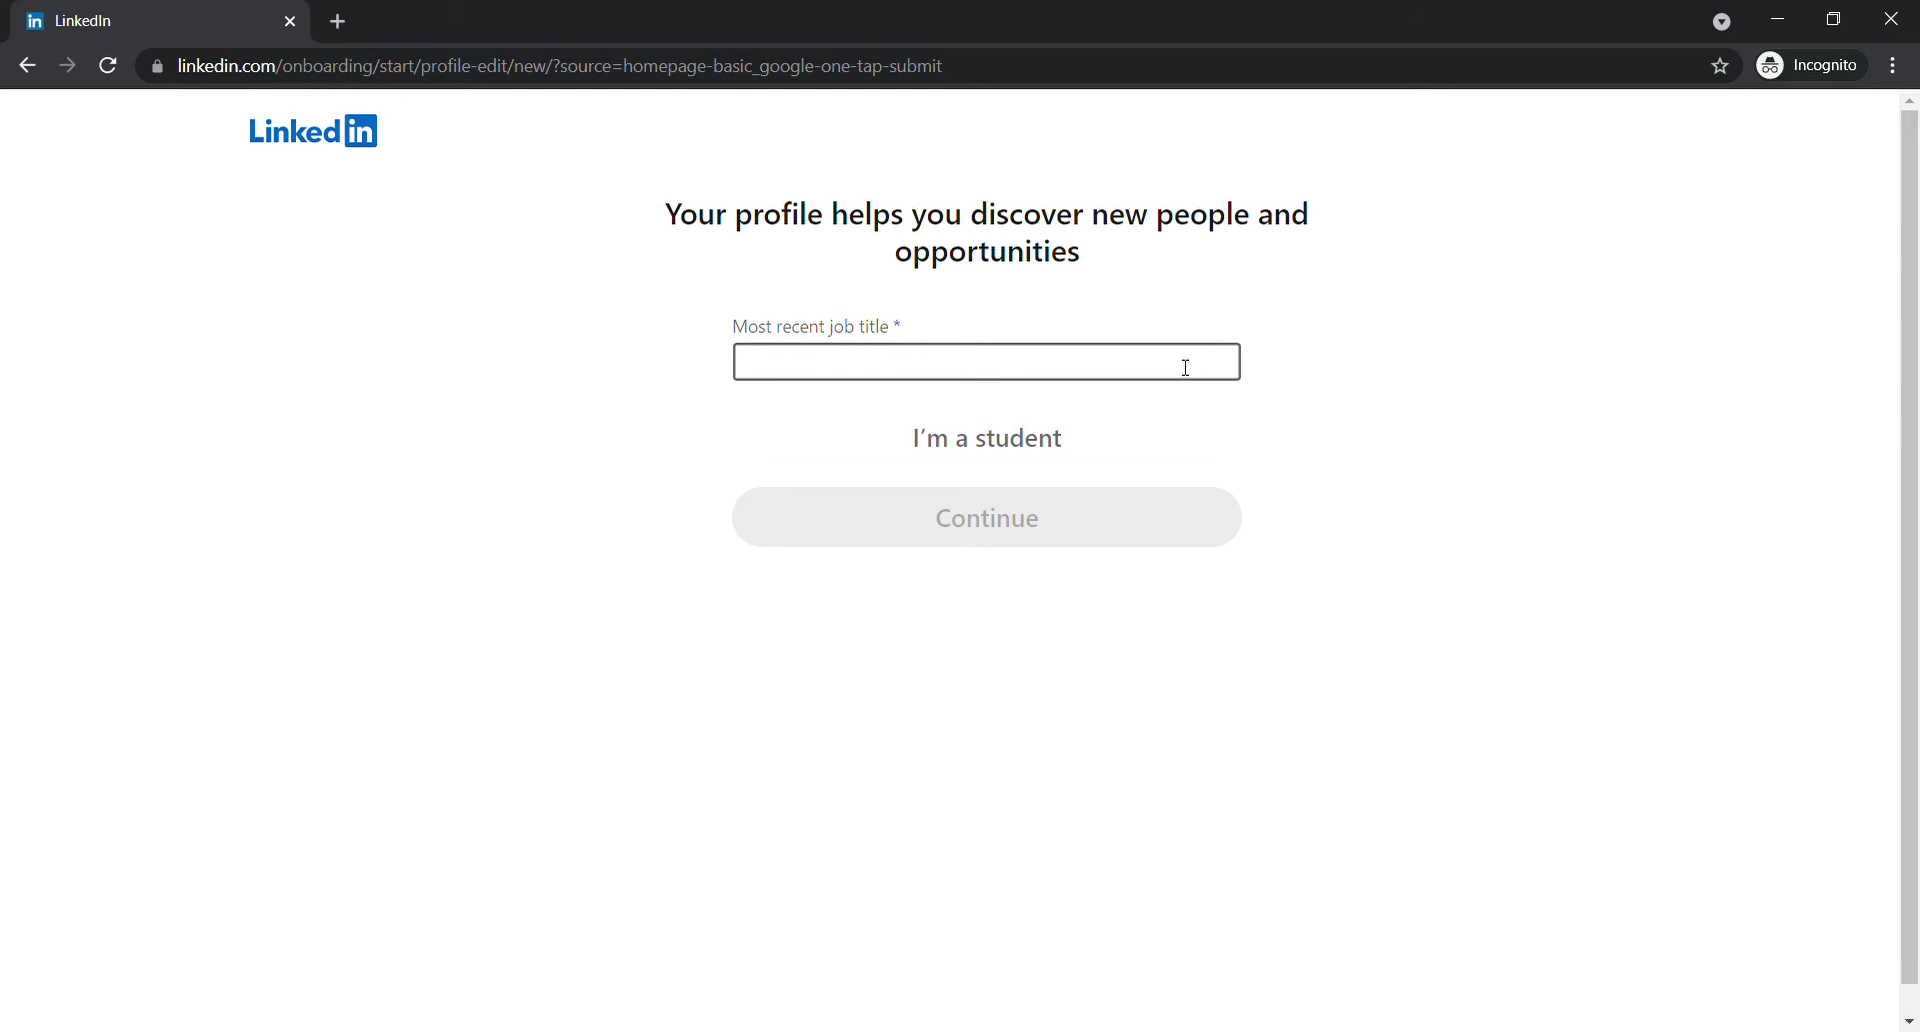 in LinkedIn
linkedin.com/onboarding/start/profile-edit/new/?source=homepage-basic_google-one-tap-submit
Incognito
Linked in
Your profile helps you discover new people and
opportunities
Most recent job title *
I'm a student
Continue